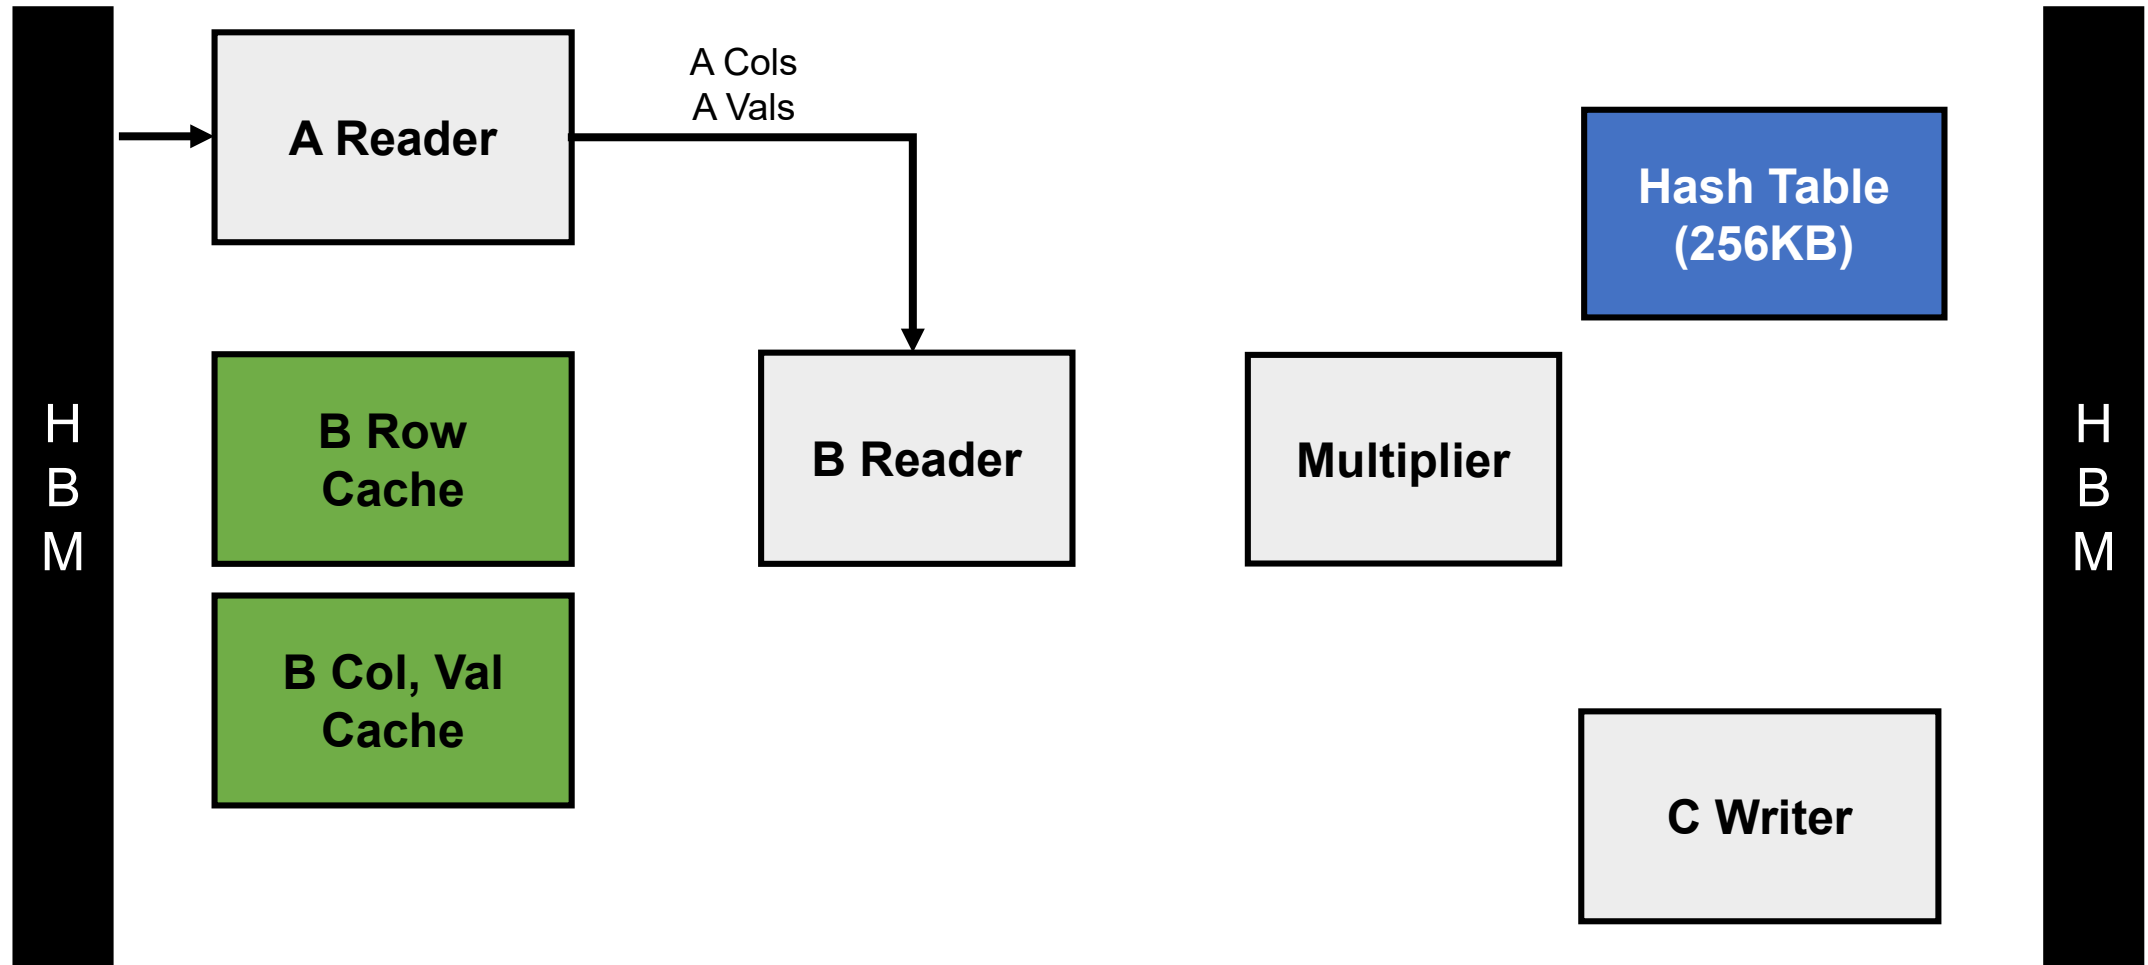 H
B
M
A Reader
A Cols
A Vals
B Row
Cache
B Col, Val
Cache
B Reader
Multiplier
Hash Table
(256KB)
C Writer
H
B
M